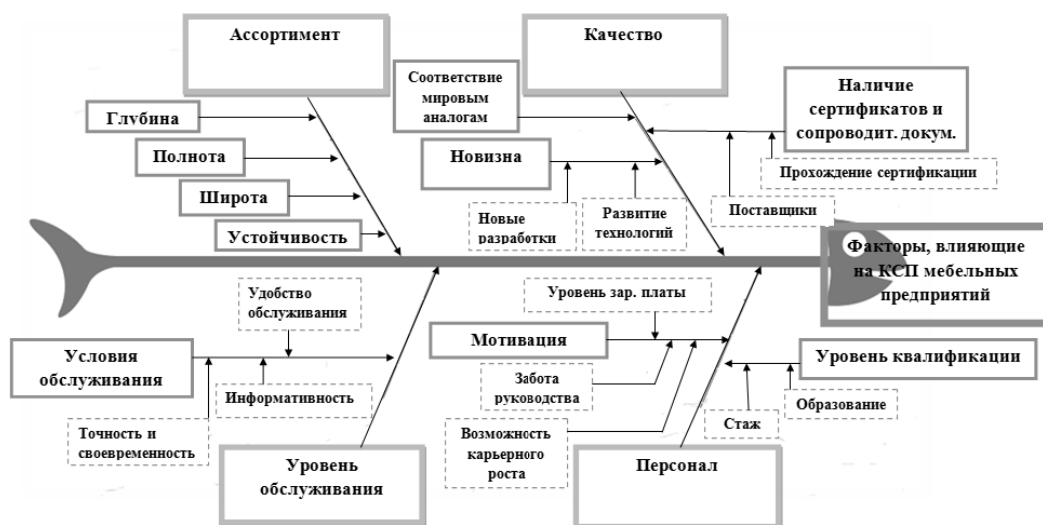 Ассортимент
Качество
Соответствие
мировым
аналогам
Наличие
сертификатов и
сопроводит. докум.
Глубина
Полнота
Новизна
Прохождение сертификации
Широта
Новые
разработки
Развитие
технологий
Поставщики
Устойчивость
Факторы, влияющие
на КСП мебельных
предприятий
Удобство
обслуживания
Уровень зар. платы
Мотивация
Условия
обслуживания
Уровень квалификации
Информативность
Забота
руководства
Образование
Стаж
Точность и
своевременность
Возможность
карьерного
роста
Уровень
обслуживания
Персонал